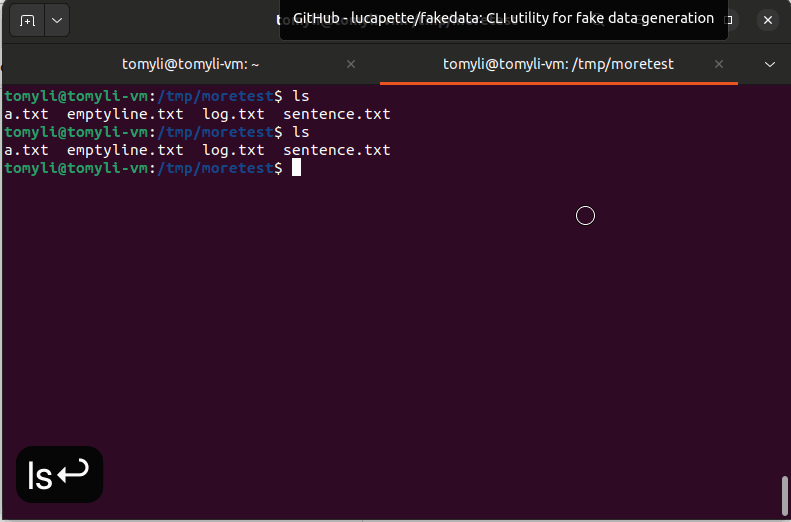 GitHub - lucapette/fakedata: CLI utility for fake data generation
tomyli@tomyli-vm: ~
tomyli@tomyli-vm: /tmp/moretest
tomyli@tomyli-vm:/tmp/moretest$ ls
a.txt  emptyline.txt  log.txt  sentence.txt
tomyli@tomyli-vm:/tmp/moretest$ ls
a.txt  emptyline.txt  log.txt  sentence.txt
tomyli@tomyli-vm:/tmp/moretest$
ls